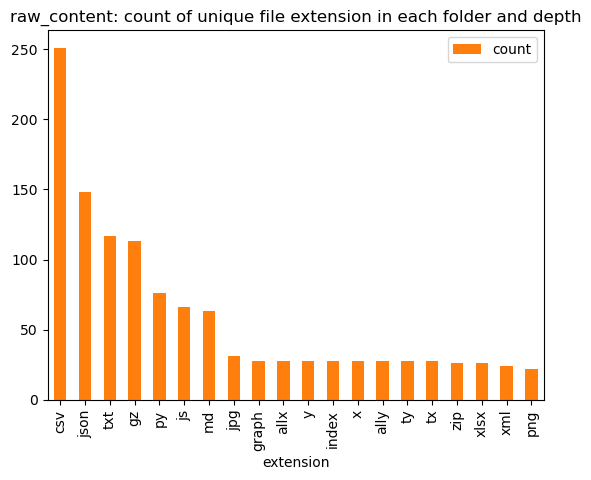 raw_content: count of unique file extension in each folder and depth
count
250
200
150
100
50
0
csv
json
txt
gz
py
js
md
jpg
graph
allx
y
index
x
ally
ty
tx
zip
xlsx
xml
png
extension